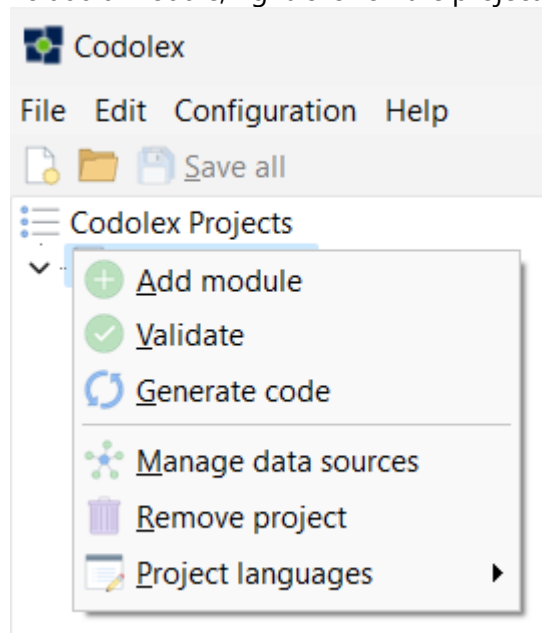 Codolex
File Edit Configuration Help
Save all
Codolex Projects
Add module
Validate
Generate code
Manage data sources
Remove project
Project languages